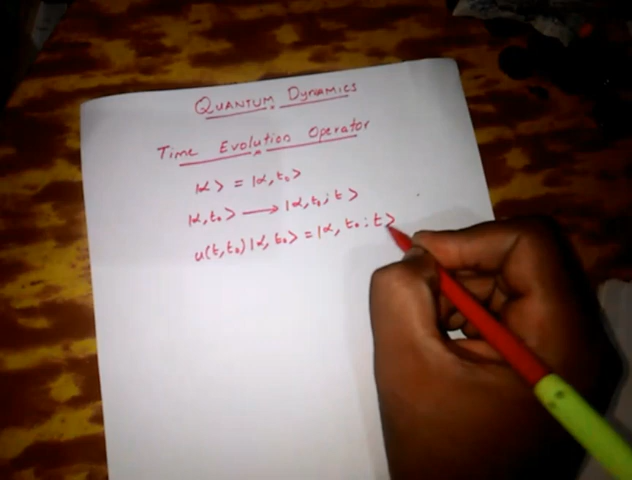 QUANTUM DYNAMICS
Time Evolution Operator
|α> = |α, t₀>
|α, t₀> ⟶ |α, t₀; t>
u(t, t₀) |α, t₀> = |α, t₀: t>